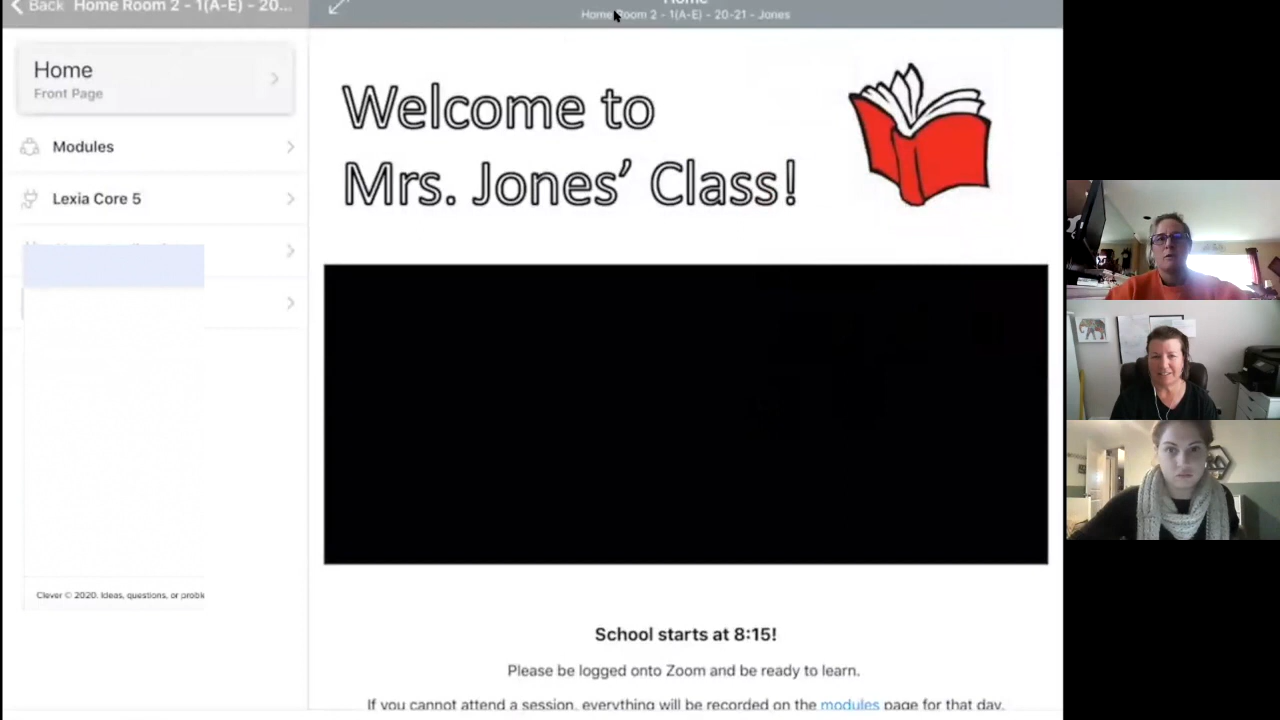 Back Home Room 2 - 1(A-E) - 20...
Home
Home Room 2 - 1(A-E) - 20-21 - Jones
Home
Front Page
Modules
Lexia Core 5
Clever © 2020. Ideas, questions, or
Welcome to
Mrs. Jones’ Class!
School starts at 8:15!
Please be logged onto Zoom and be ready to learn.
If you cannot attend a session, everything will be recorded on the modules page for that day.